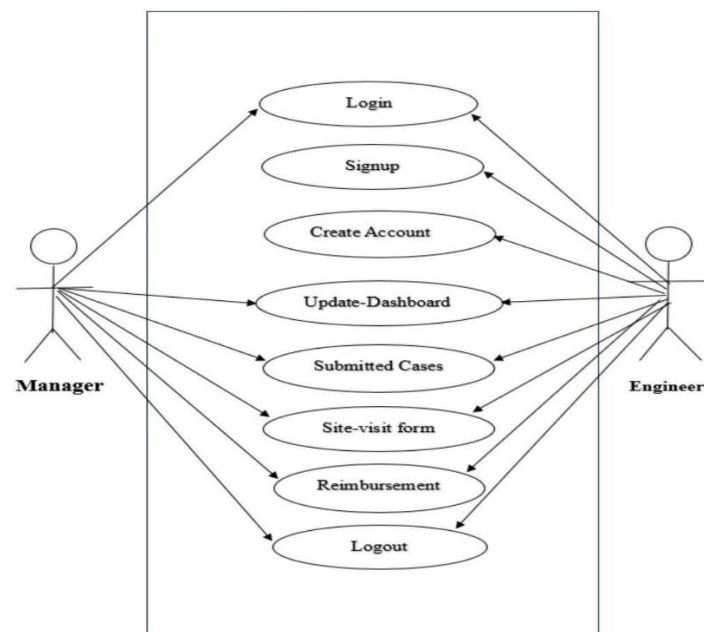 Login
Signup
Create Account
Update-Dashboard
Submitted Cases
Manager
Engineer
Site-visit form
Reimbursement
Logout